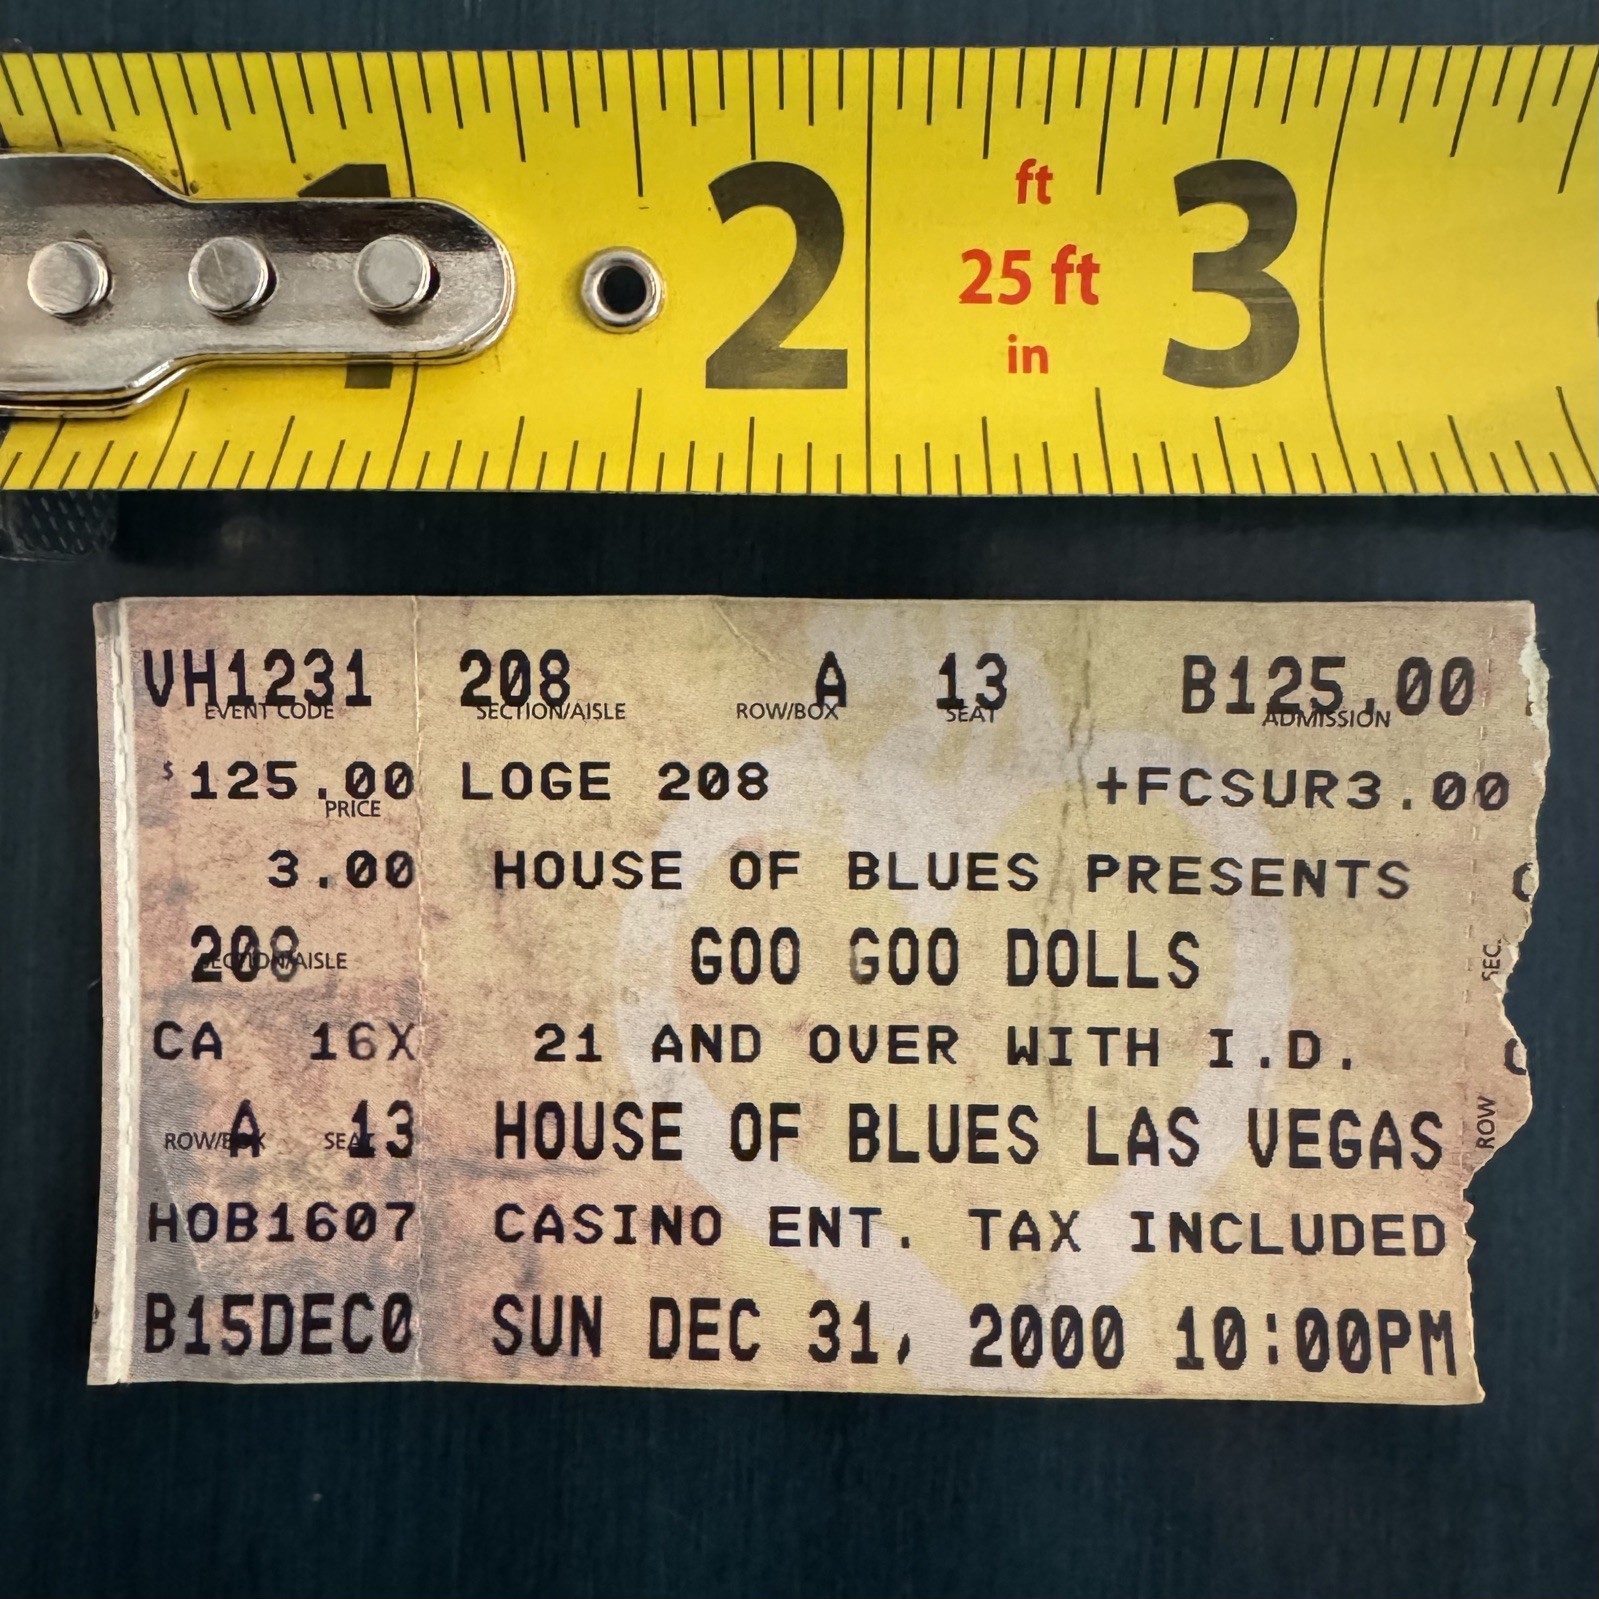 1 2 3
ft
25 ft
in
VH1231 208 A 13 B125.00
EVENT CODE SECTION/AISLE ROW/BOX SEAT ADMISSION
$125.00 LOGE 208 +FCSUR3.00
PRICE
3.00 HOUSE OF BLUES PRESENTS
208 GOO GOO DOLLS
SECTION/AISLE SEC.
CA 16X 21 AND OVER WITH I.D.
A 13 HOUSE OF BLUES LAS VEGAS
ROW/BOX SEAT ROW
HOB1607 CASINO ENT. TAX INCLUDED
B15DEC0 SUN DEC 31, 2000 10:00PM